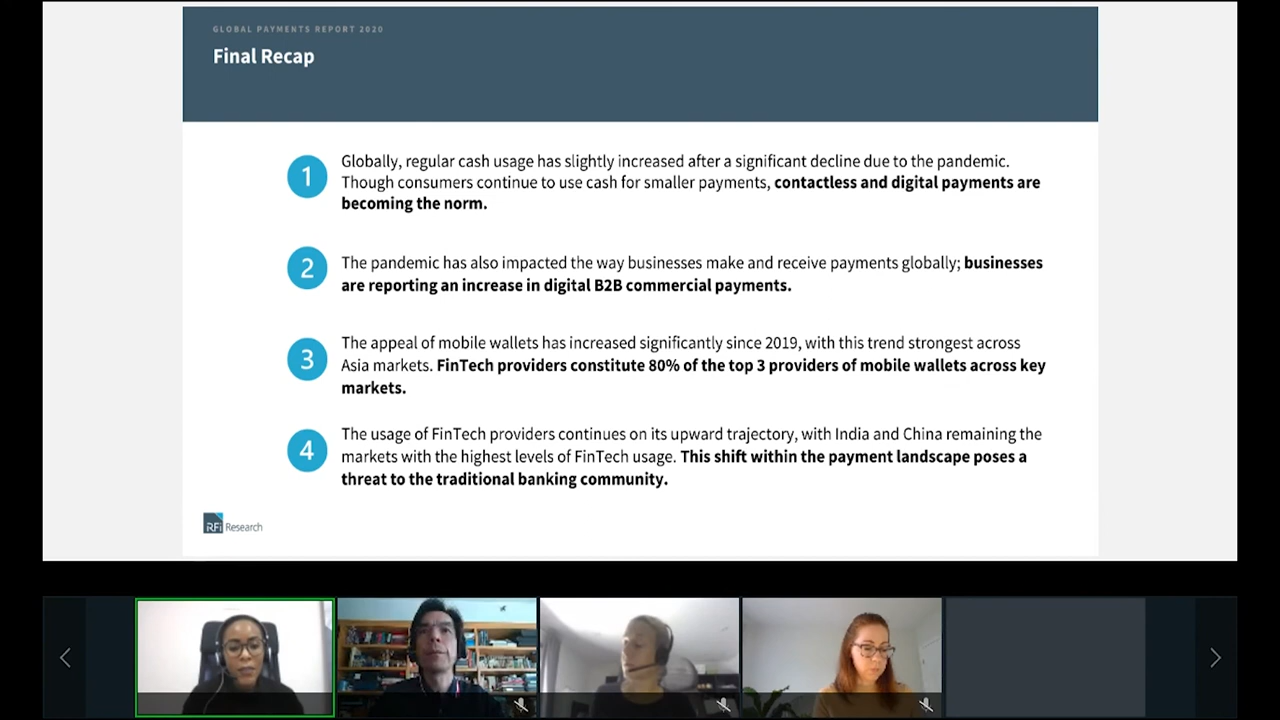 GLOBAL PAYMENTS REPORT 2020
Final Recap
1
Globally, regular cash usage has slightly increased after a significant decline due to the pandemic.
Though consumers continue to use cash for smaller payments, contactless and digital payments are
becoming the norm.
2
The pandemic has also impacted the way businesses make and receive payments globally; businesses
are reporting an increase in digital B2B commercial payments.
3
The appeal of mobile wallets has increased significantly since 2019, with this trend strongest across
Asia markets. FinTech providers constitute 80% of the top 3 providers of mobile wallets across key
markets.
4
The usage of FinTech providers continues on its upward trajectory, with India and China remaining the
markets with the highest levels of FinTech usage. This shift within the payment landscape poses a
threat to the traditional banking community.
RFi Research